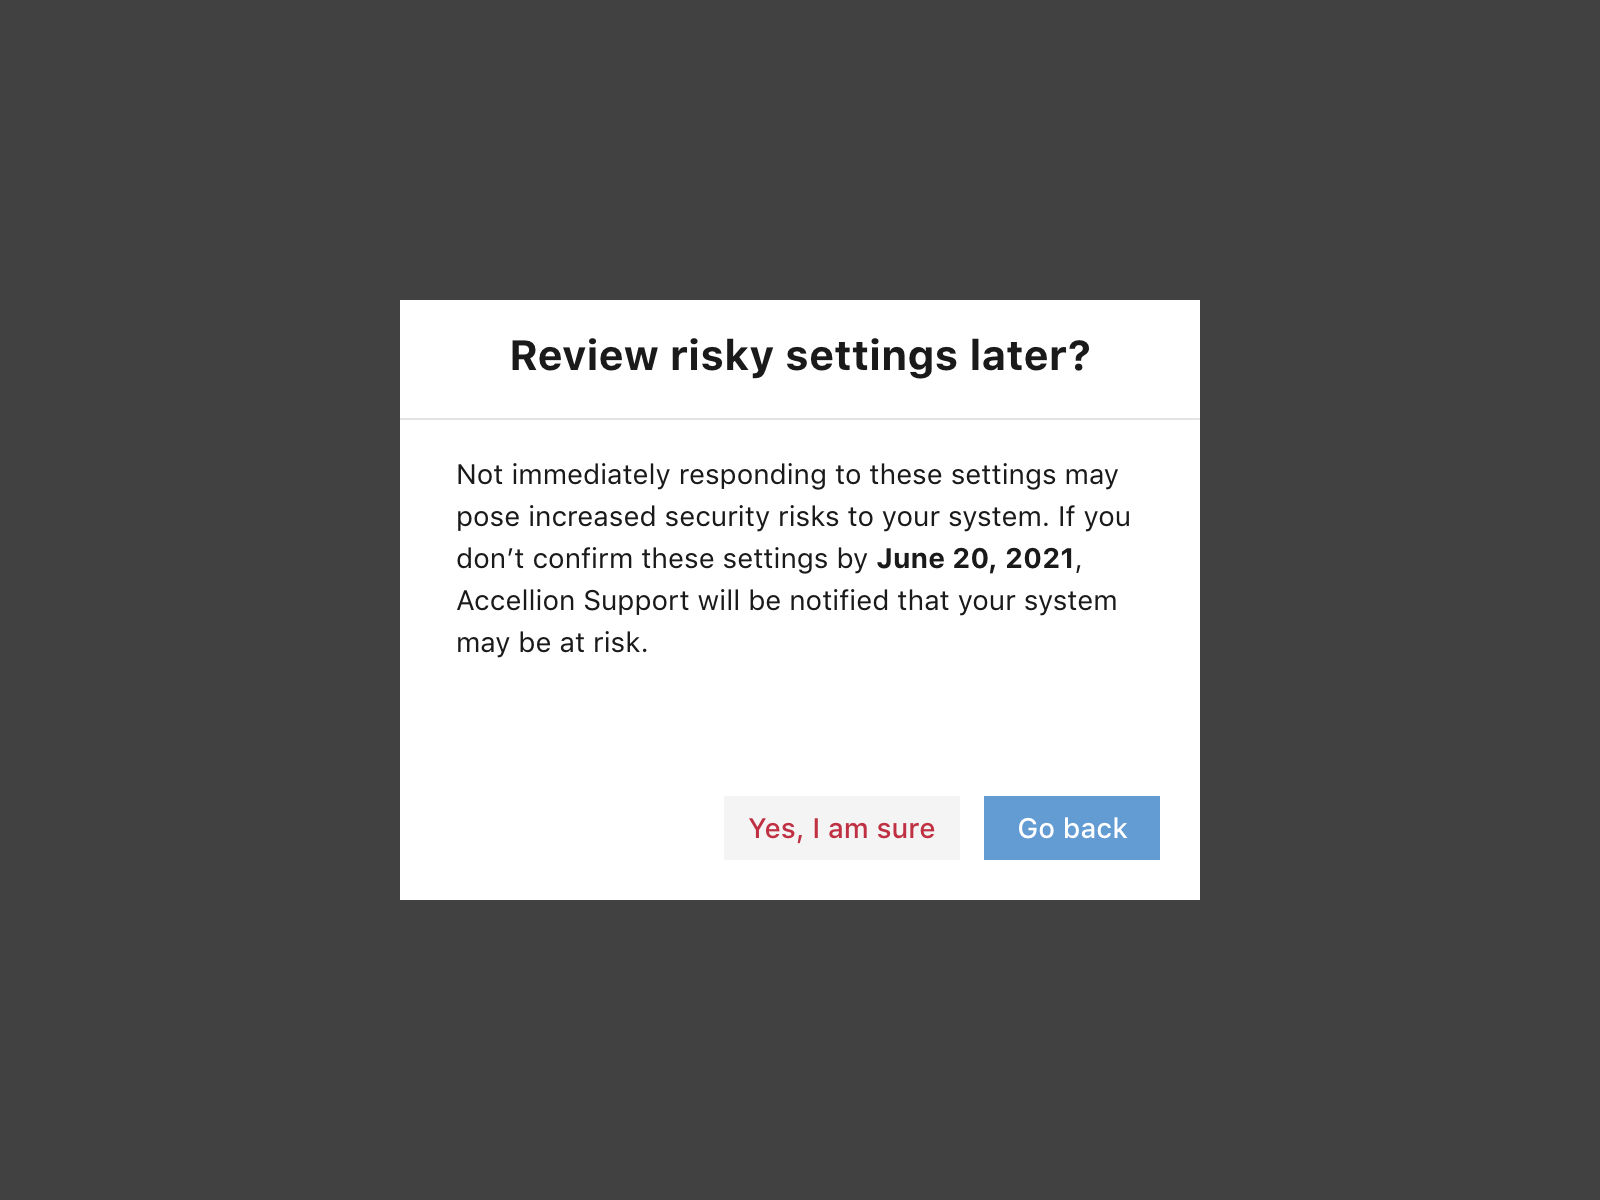 Review risky settings later?
Not immediately responding to these settings may
pose increased security risks to your system. If you
don’t confirm these settings by June 20, 2021,
Accellion Support will be notified that your system
may be at risk.
Yes, I am sure
Go back